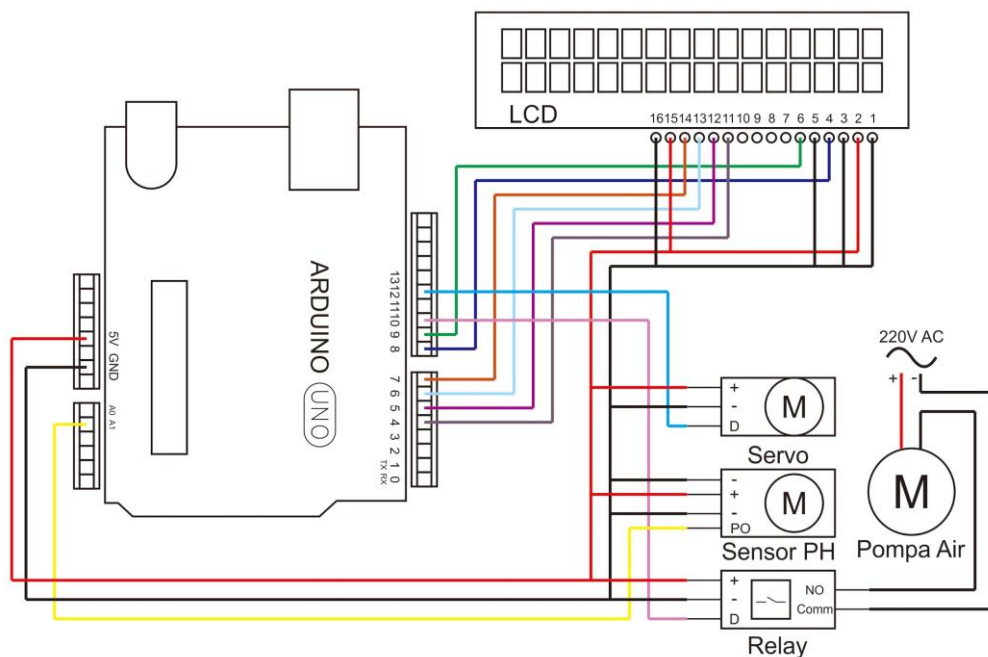 LCD
16 15 14 13 12 11 10 9 8 7 6 5 4 3 2 1
ARDUINO UNO
13 12 11 10 9 8
7 6 5 4 3 2 1 0
TX RX
5V GND
A0 A1
220V AC
+ -
M
Pompa Air
+
-
D
M
Servo
-
+
-
PO
M
Sensor PH
+
-
D
NO
Comm
Relay